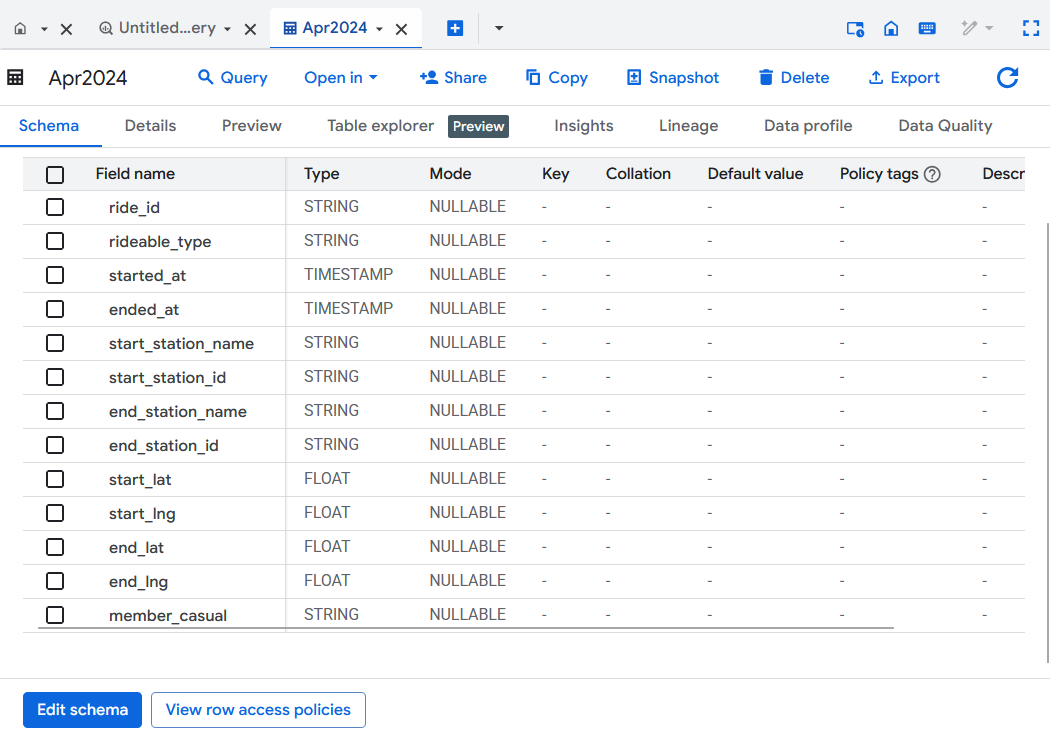 Untitled...ery Apr2024
Apr2024 Query Open in Share Copy Snapshot Delete Export
Schema Details Preview Table explorer Preview Insights Lineage Data profile Data Quality
Field name Type Mode Key Collation Default value Policy tags ? Descr
ride_id STRING NULLABLE - - - - -
rideable_type STRING NULLABLE - - - - -
started_at TIMESTAMP NULLABLE - - - - -
ended_at TIMESTAMP NULLABLE - - - - -
start_station_name STRING NULLABLE - - - - -
start_station_id STRING NULLABLE - - - - -
end_station_name STRING NULLABLE - - - - -
end_station_id STRING NULLABLE - - - - -
start_lat FLOAT NULLABLE - - - - -
start_lng FLOAT NULLABLE - - - - -
end_lat FLOAT NULLABLE - - - - -
end_lng FLOAT NULLABLE - - - - -
member_casual STRING NULLABLE - - - - -
Edit schema View row access policies